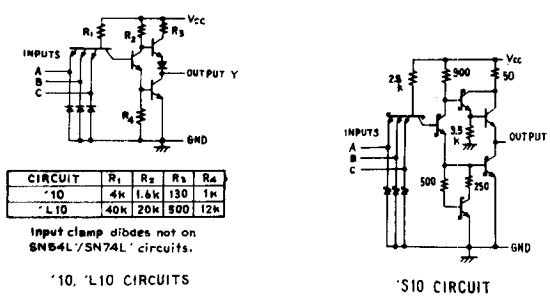 Vcc
R1
R2
R3
INPUTS
A
B
C
OUTPUT Y
R4
GND
CIRCUIT R1 R2 R3 R4
'10 4k 1.6k 130 1k
'L10 40k 20k 500 12k
Input clamp diodes not on
SN54L'/SN74L' circuits.
'10, 'L10 CIRCUITS
Vcc
2.8
k
900
50
3.5
k
INPUTS
A
B
C
OUTPUT
500
250
GND
'S10 CIRCUIT